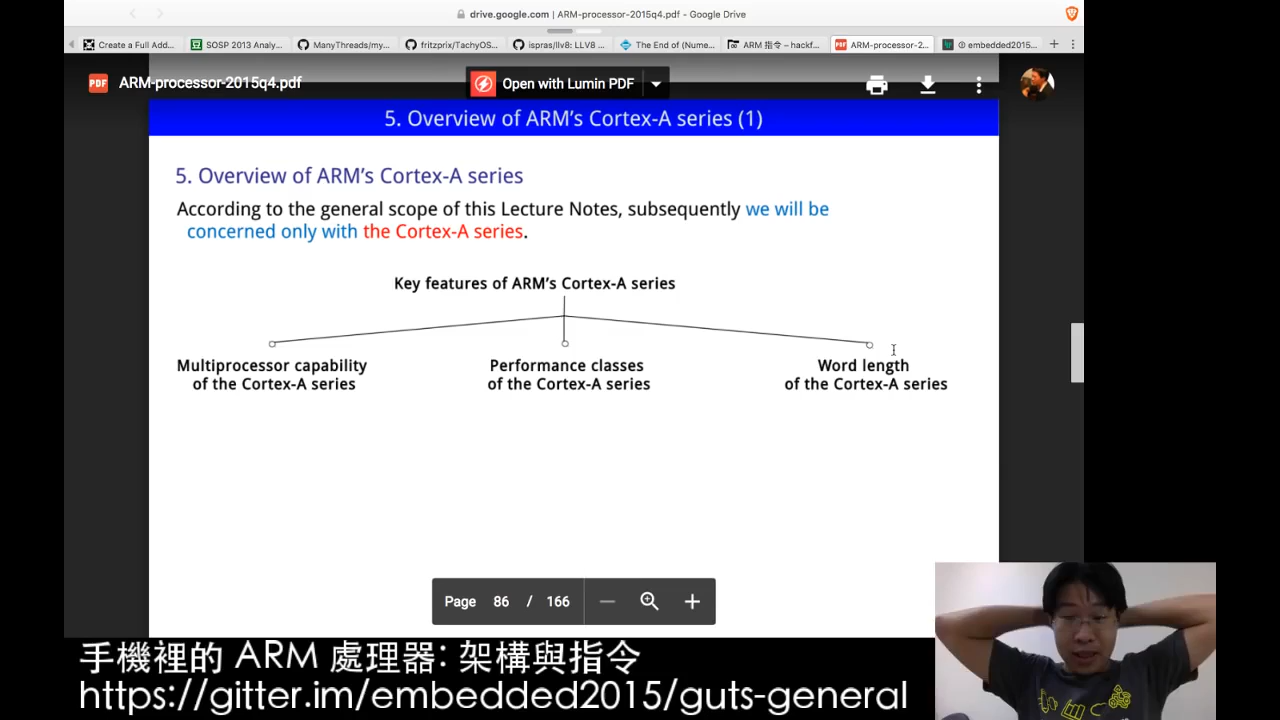 drive.google.com | ARM-processor-2015q4.pdf - Google Drive
Create a Full Add...
SOSP 2013 Analy...
ManyThreads/my...
fritzprix/TachyOS...
ispras/llv8: LLV8 ...
The End of (Nume...
ARM 指令 – hackf...
ARM-processor-2...
embedded2015...
PDF ARM-processor-2015q4.pdf
Open with Lumin PDF
5. Overview of ARM's Cortex-A series (1)
5. Overview of ARM's Cortex-A series
According to the general scope of this Lecture Notes, subsequently we will be
concerned only with the Cortex-A series.
Key features of ARM's Cortex-A series
Multiprocessor capability
of the Cortex-A series
Performance classes
of the Cortex-A series
Word length
of the Cortex-A series
Page 86 / 166
手機裡的 ARM 處理器: 架構與指令
https://gitter.im/embedded2015/guts-general